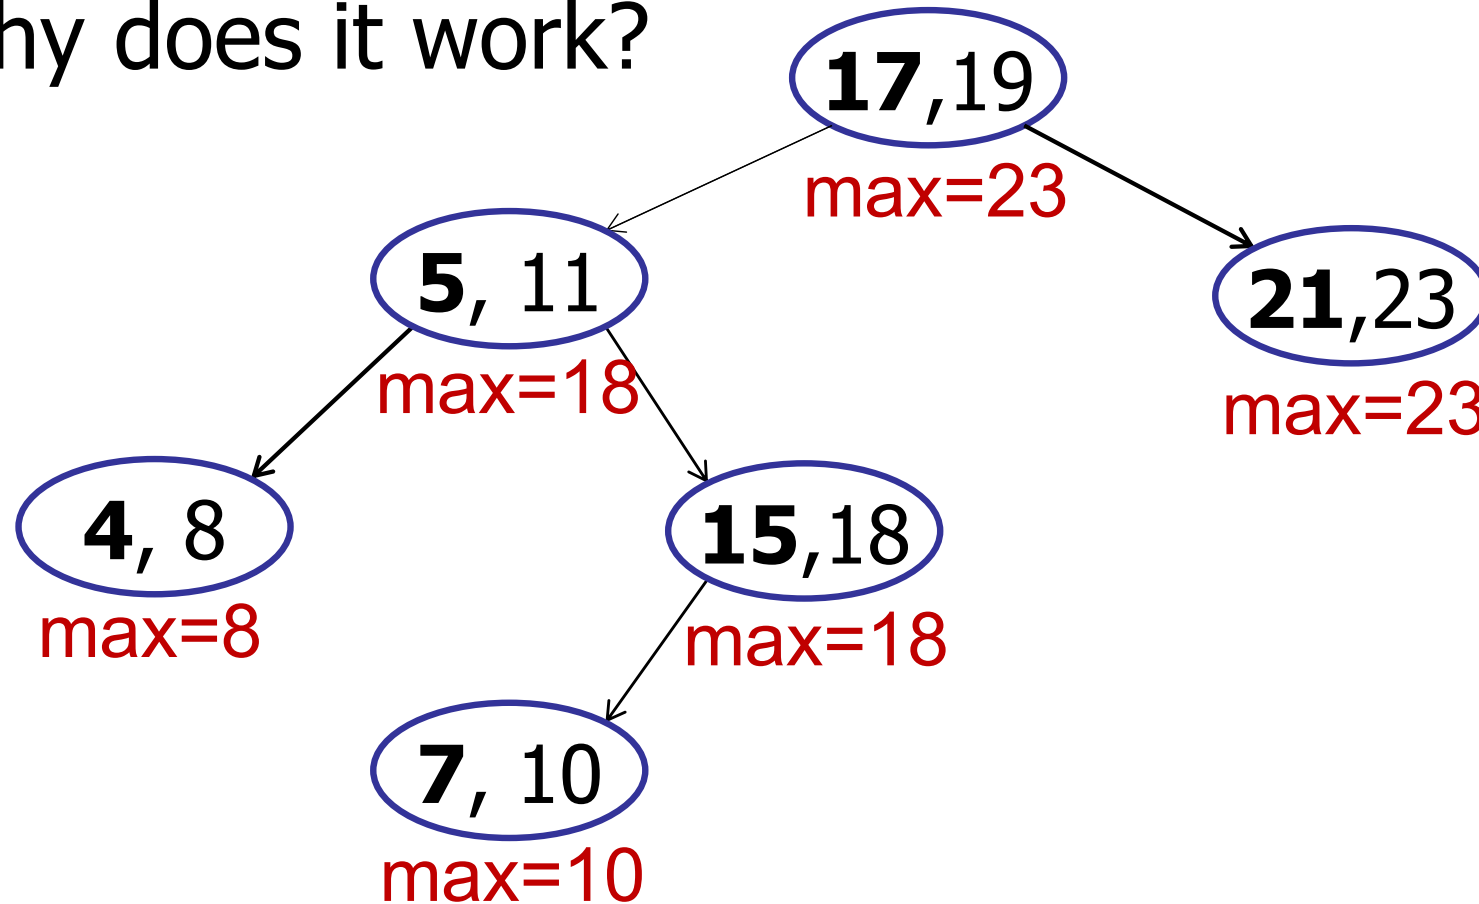 hy does it work?
17,19
max=23
5, 11
max=18
21,23
max=23
4, 8
max=8
15,18
max=18
7, 10
max=10